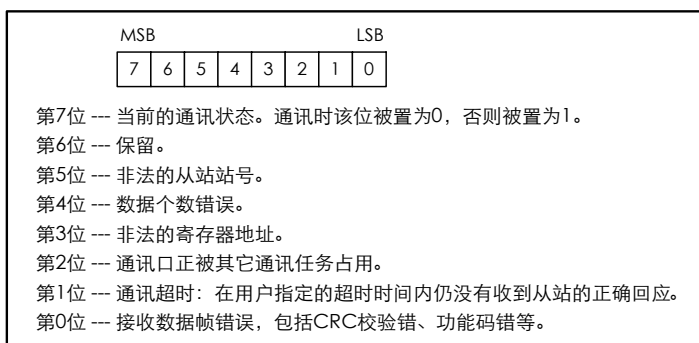 MSB LSB
7 6 5 4 3 2 1 0
第7位 --- 当前的通讯状态。通讯时该位被置为0，否则被置为1。
第6位 --- 保留。
第5位 --- 非法的从站站号。
第4位 --- 数据个数错误。
第3位 --- 非法的寄存器地址。
第2位 --- 通讯口正被其它通讯任务占用。
第1位 --- 通讯超时：在用户指定的超时时间内仍没有收到从站的正确回应。
第0位 --- 接收数据帧错误，包括CRC校验错、功能码错等。